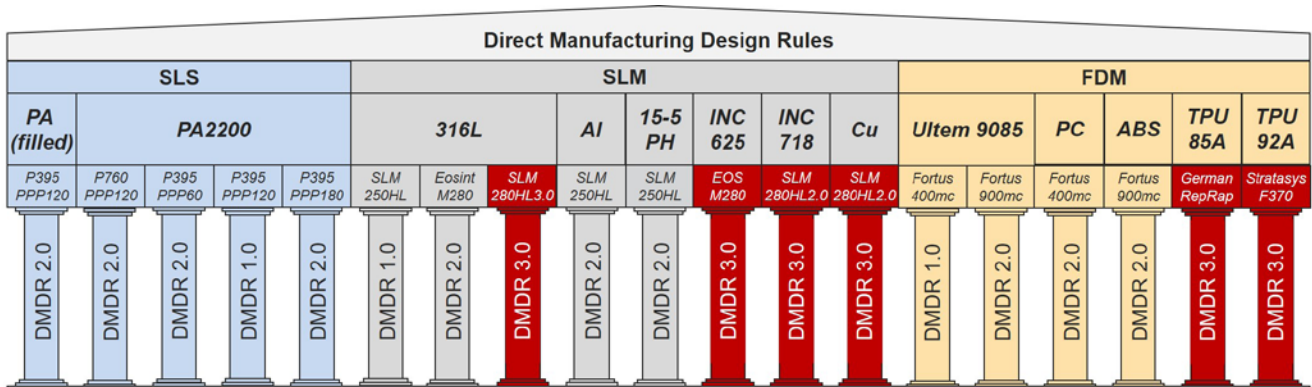 Direct Manufacturing Design Rules
SLS SLM FDM
PA (filled)
PA2200
316L
Al
15-5 PH
INC 625
INC 718
Cu
Ultem 9085
PC
ABS
TPU 85A
TPU 92A
P395 PPP120
P760 PPP120
P395 PPP60
P395 PPP120
P395 PPP180
SLM 250HL
Eosint M280
SLM 280HL3.0
SLM 250HL
SLM 250HL
EOS M280
SLM 280HL2.0
SLM 280HL2.0
Fortus 400mc
Fortus 900mc
Fortus 400mc
Fortus 900mc
German RepRap
Stratasys F370
DMDR 2.0
DMDR 2.0
DMDR 2.0
DMDR 1.0
DMDR 2.0
DMDR 1.0
DMDR 2.0
DMDR 3.0
DMDR 2.0
DMDR 2.0
DMDR 3.0
DMDR 3.0
DMDR 3.0
DMDR 1.0
DMDR 2.0
DMDR 2.0
DMDR 2.0
DMDR 3.0
DMDR 3.0